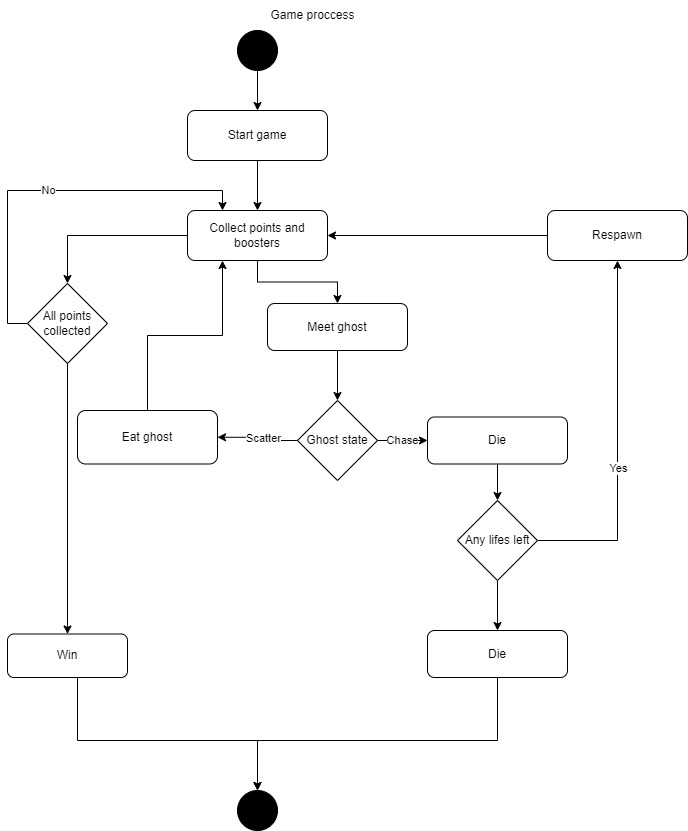 Game proccess
Start game
No
Collect points and
boosters
Respawn
All points
collected
Meet ghost
Eat ghost
Scatter
Ghost state
Chase
Die
Yes
Any lifes left
Win
Die